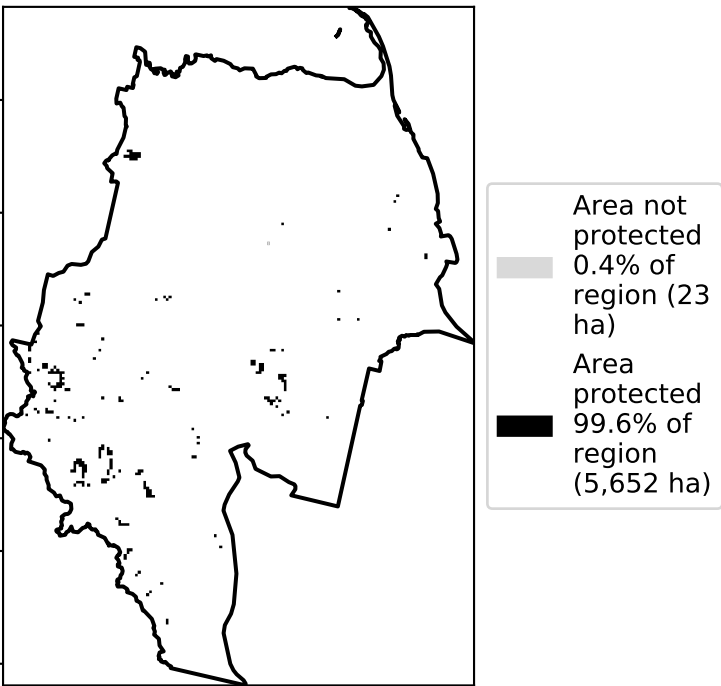 Area not
protected
0.4% of
region (23
ha)
Area
protected
99.6% of
region
(5,652 ha)